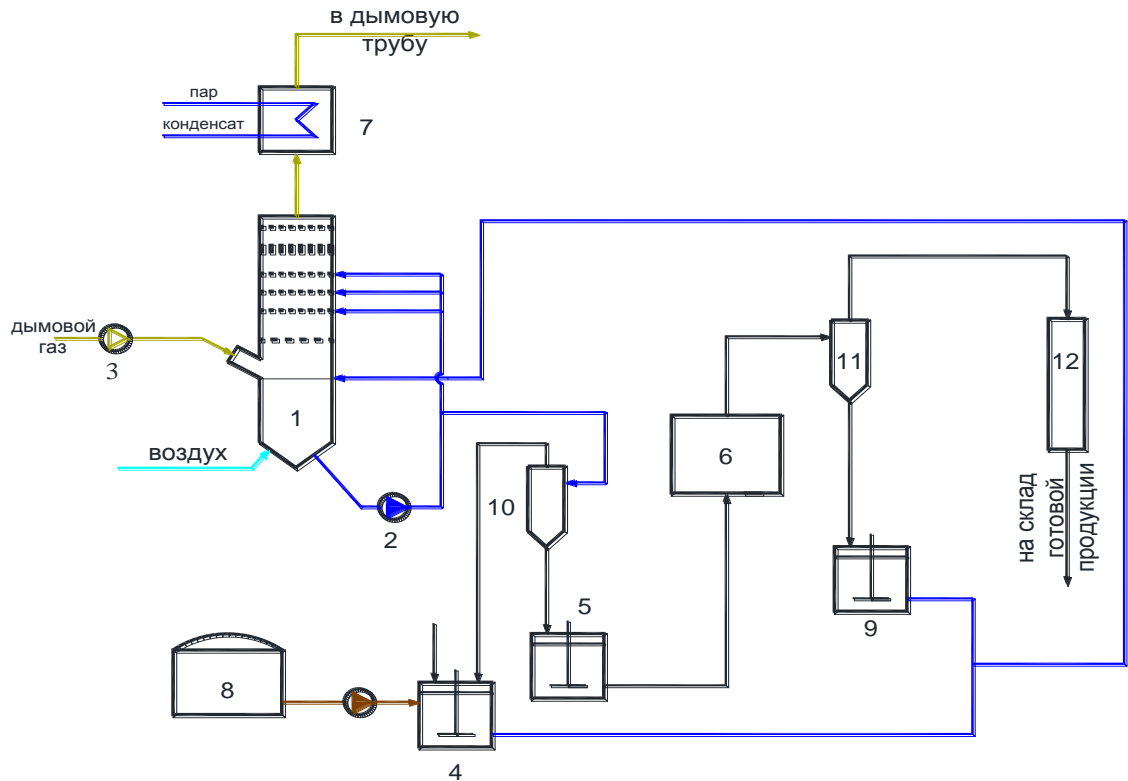 в дымовую
трубу
пар
конденсат
7
дымовой
газ
3
1
воздух
2
10
11
12
6
5
9
8
4
на склад
готовой
продукции